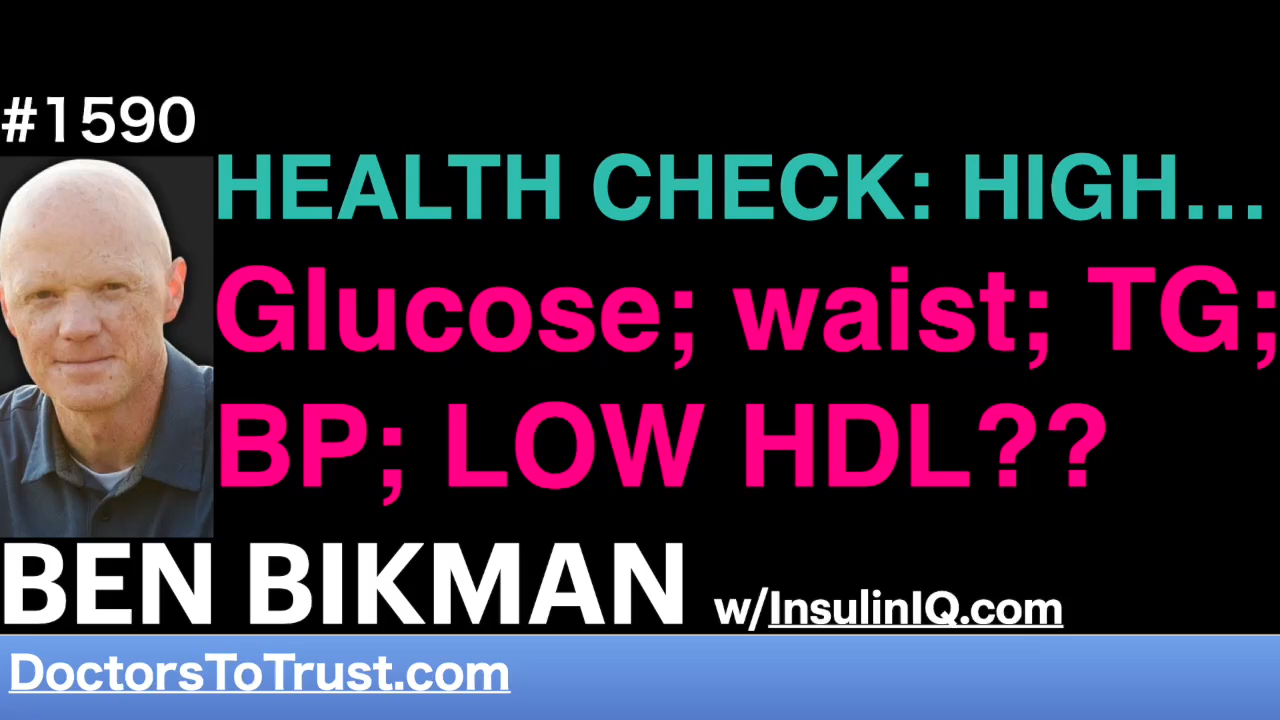 #1590
HEALTH CHECK: HIGH...
Glucose; waist; TG;
BP; LOW HDL??
BEN BIKMAN w/InsulinIQ.com
DoctorsToTrust.com